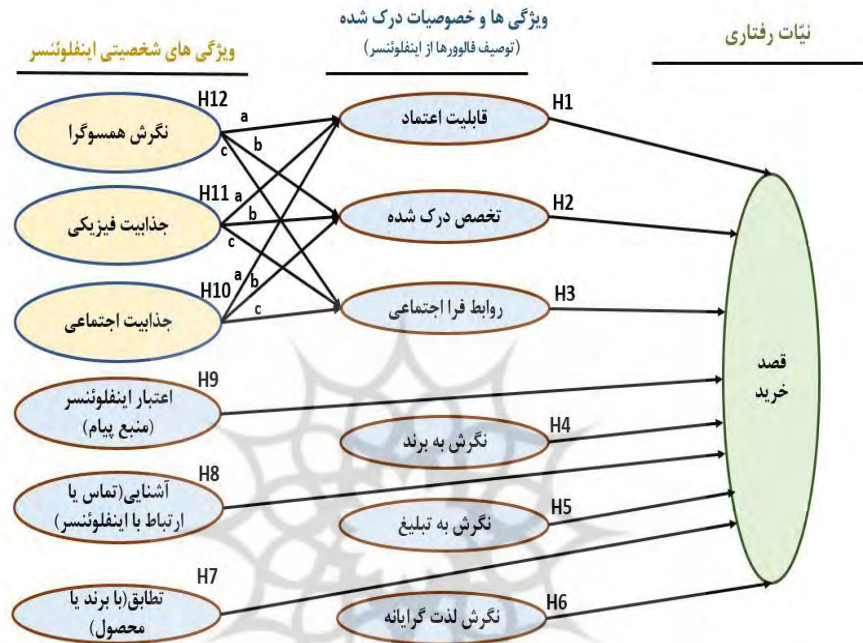 ویژگی ها و خصوصیات درک شده
(توصیف فالوورها از اینفلوئنسر)
ویژگی های شخصیتی اینفلوئنسر
نیّات رفتاری
H12
نگرش همسوگرا
a
b
c
H11
جذابیت فیزیکی
a
b
c
H10
جذابیت اجتماعی
a
b
c
H9
اعتبار اینفلوئنسر
(منبع پیام)
H8
آشنایی(تماس یا
ارتباط با اینفلوئنسر)
H7
تطابق(با برند یا
محصول)
H1
قابلیت اعتماد
H2
تخصص درک شده
H3
روابط فرا اجتماعی
H4
نگرش به برند
H5
نگرش به تبلیغ
H6
نگرش لذت گرایانه
قصد
خرید